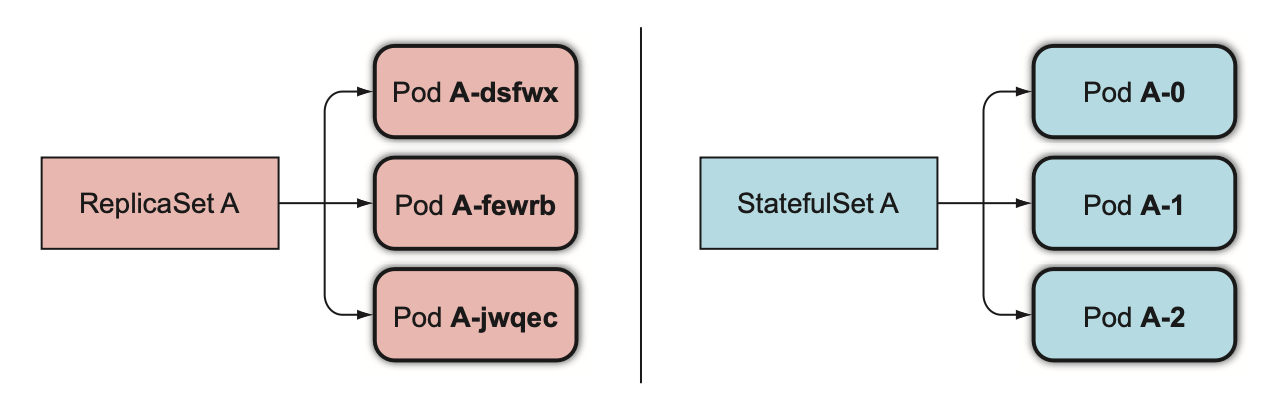 ReplicaSet A
Pod A-dsfwx
Pod A-fewrb
Pod A-jwqec
StatefulSet A
Pod A-0
Pod A-1
Pod A-2